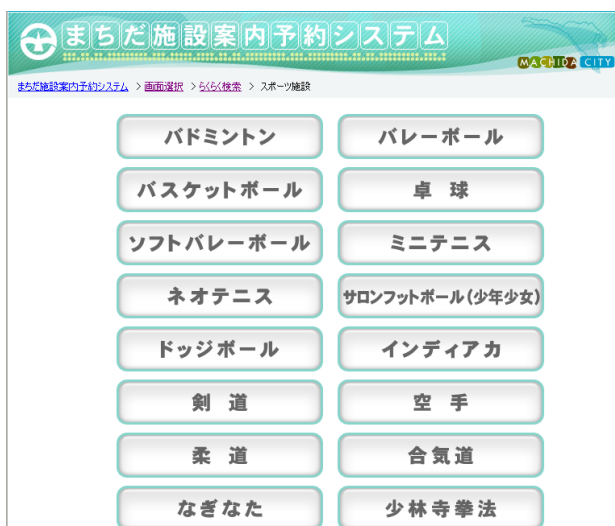 まちだ施設案内予約システム
MACHIDA CITY
まちだ施設案内予約システム > 画面選択 > らくらく検索 > スポーツ施設
バドミントン バレーボール
バスケットボール 卓 球
ソフトバレーボール ミニテニス
ネオテニス サロンフットボール(少年少女)
ドッジボール インディアカ
剣 道 空 手
柔 道 合気道
なぎなた 少林寺拳法